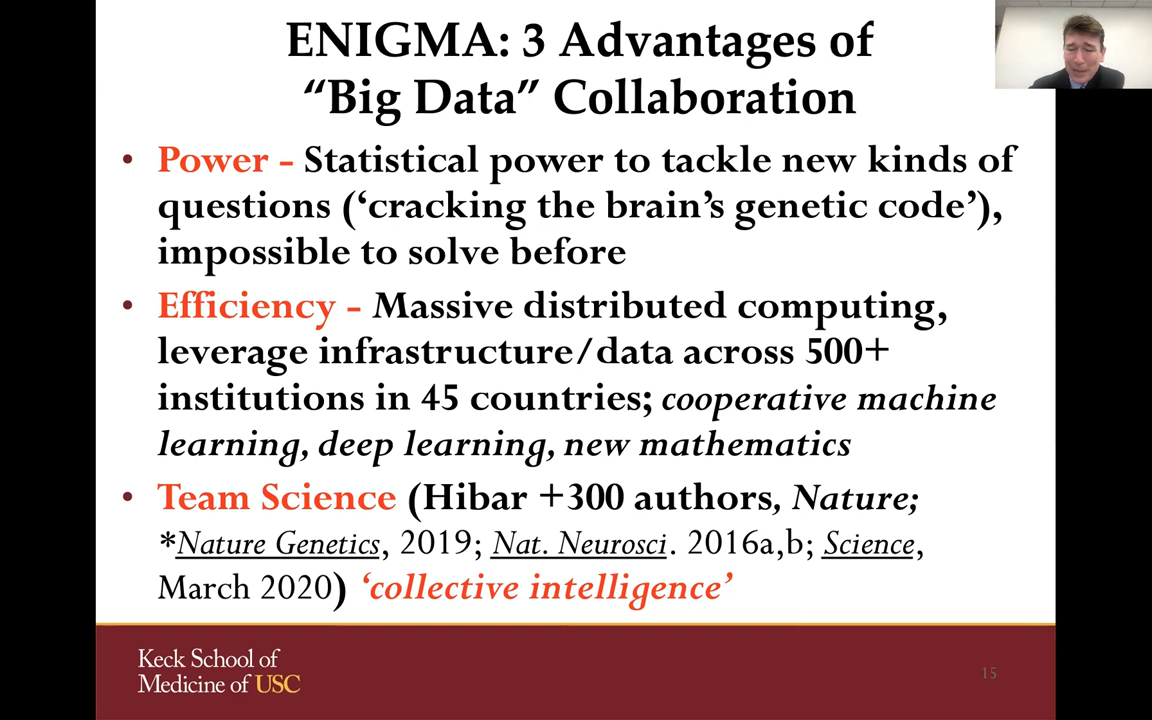 ENIGMA: 3 Advantages of
“Big Data” Collaboration
• Power - Statistical power to tackle new kinds of
questions (‘cracking the brain’s genetic code’),
impossible to solve before
• Efficiency - Massive distributed computing,
leverage infrastructure/data across 500+
institutions in 45 countries; cooperative machine
learning, deep learning, new mathematics
• Team Science (Hibar +300 authors, Nature;
*Nature Genetics, 2019; Nat. Neurosci. 2016a,b; Science,
March 2020) ‘collective intelligence’
Keck School of
Medicine of USC
15